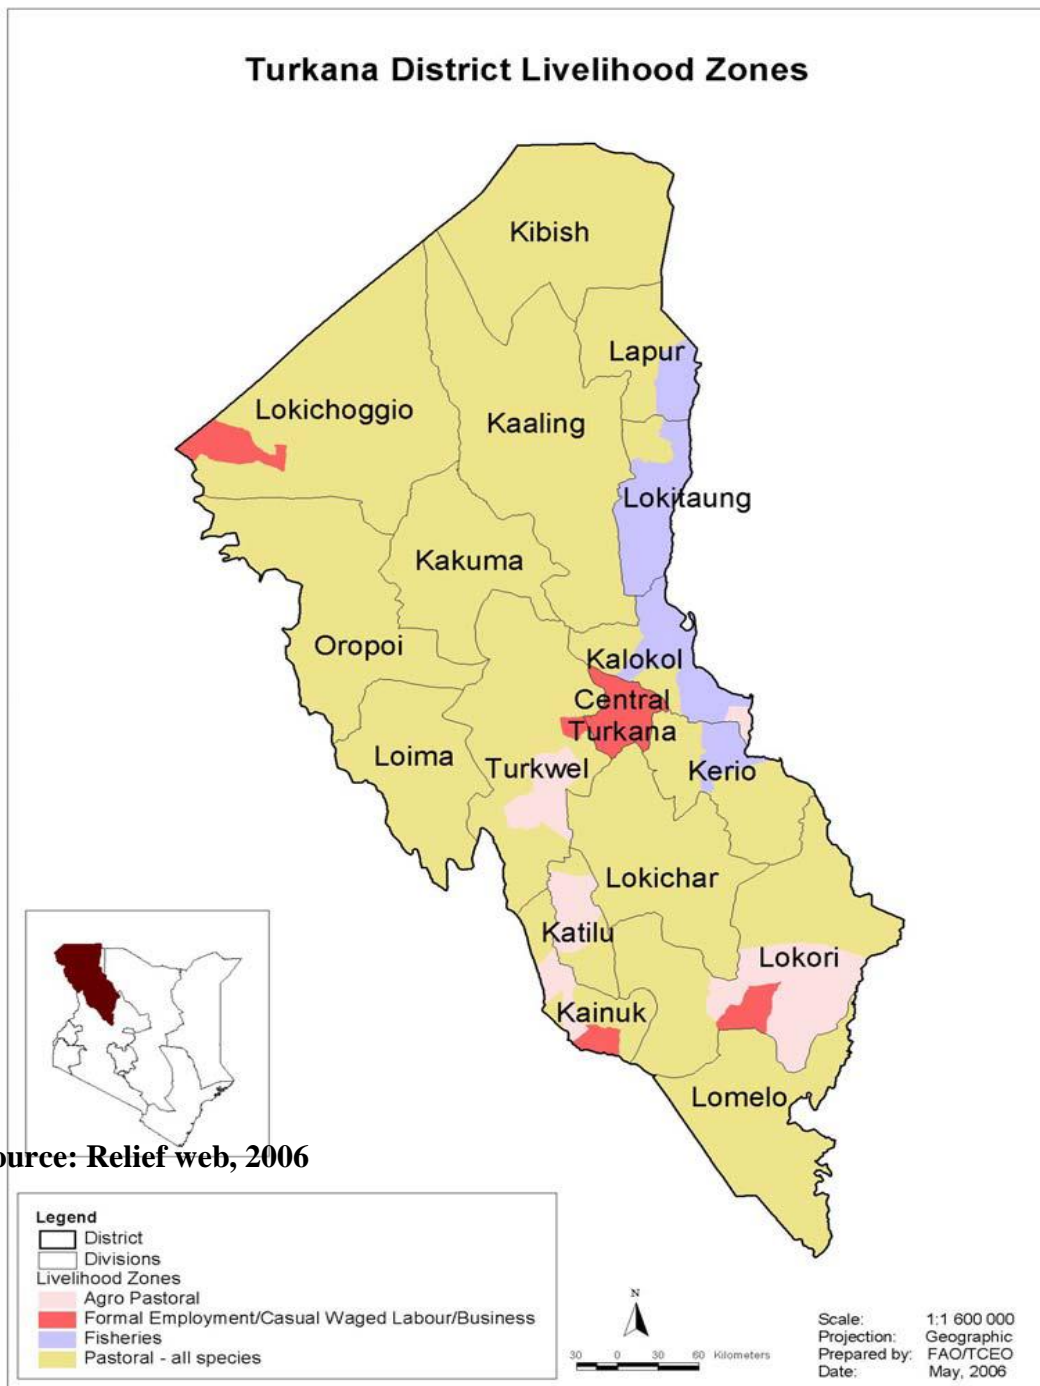 Turkana District Livelihood Zones
Kibish
Lapur
Lokichoggio
Kaaling
Lokitaung
Kakuma
Oropoi
Kalokol
Central
Turkana
Loima
Turkwel
Kerio
Lokichar
Katilu
Lokori
Kainuk
Lomelo
ource: Relief web, 2006
Legend
District
Divisions
Livelihood Zones
Agro Pastoral
Formal Employment/Casual Waged Labour/Business
Fisheries
Pastoral - all species
N
30 0 30 60 Kilometers
Scale: 1:1 600 000
Projection: Geographic
Prepared by: FAO/TCEO
Date: May, 2006